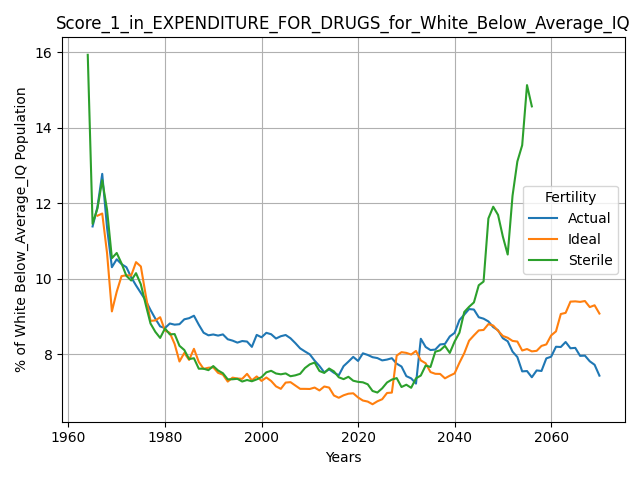 Score_1_in_EXPENDITURE_FOR_DRUGS_for_White_Below_Average_IQ
% of White Below_Average_IQ Population
16
14
12
10
8
Fertility
Actual
Ideal
Sterile
1960
1980
2000
2020
2040
2060
Years